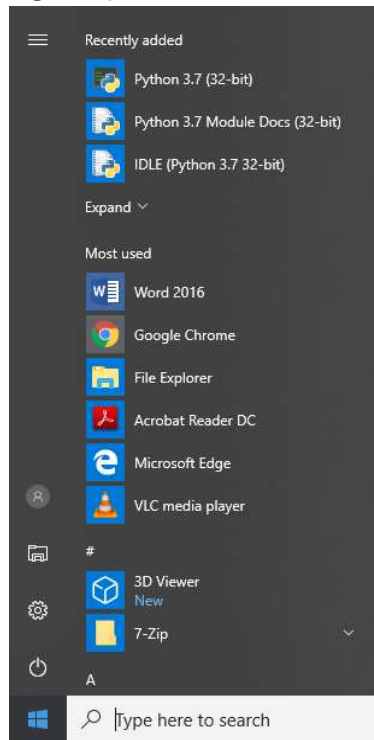 Recently added
Python 3.7 (32-bit)
Python 3.7 Module Docs (32-bit)
IDLE (Python 3.7 32-bit)
Expand
Most used
Word 2016
Google Chrome
File Explorer
Acrobat Reader DC
Microsoft Edge
VLC media player
#
3D Viewer
New
7-Zip
A
Type here to search